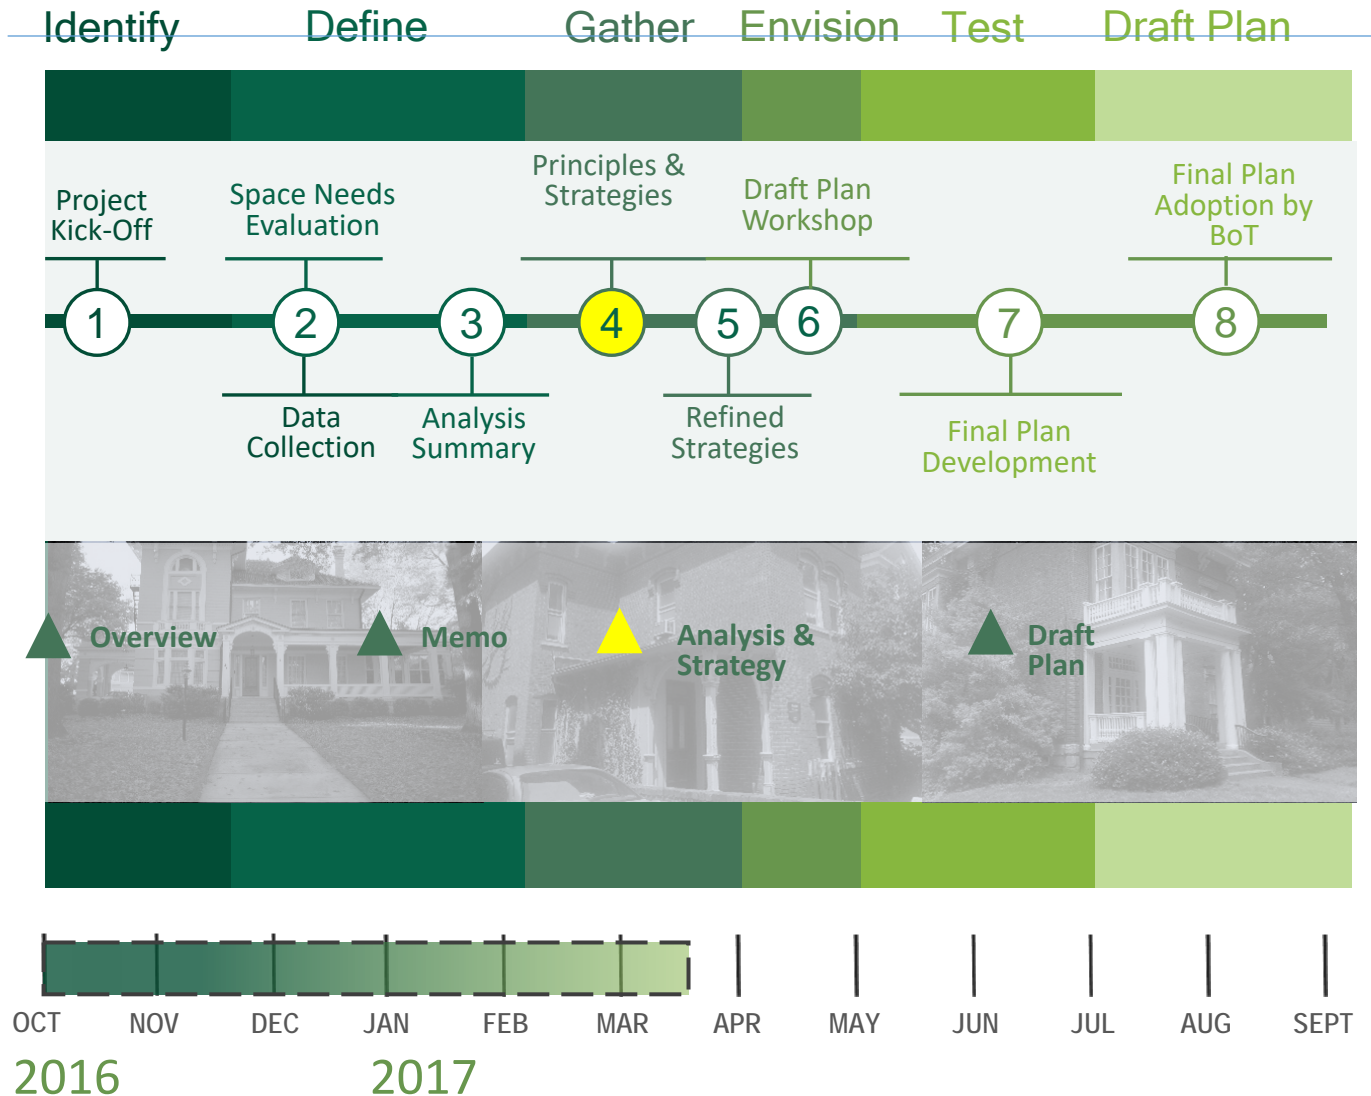 Identify Define Gather Envision Test Draft Plan
Principles &
Strategies
Project
Kick-Off
Space Needs
Evaluation
Draft Plan
Workshop
Final Plan
Adoption by
BoT
1 2 3 4 5 6 7 8
Data
Collection
Analysis
Summary
Refined
Strategies
Final Plan
Development
Overview
Memo
Analysis &
Strategy
Draft
Plan
OCT NOV DEC JAN FEB MAR APR MAY JUN JUL AUG SEPT
2016 2017